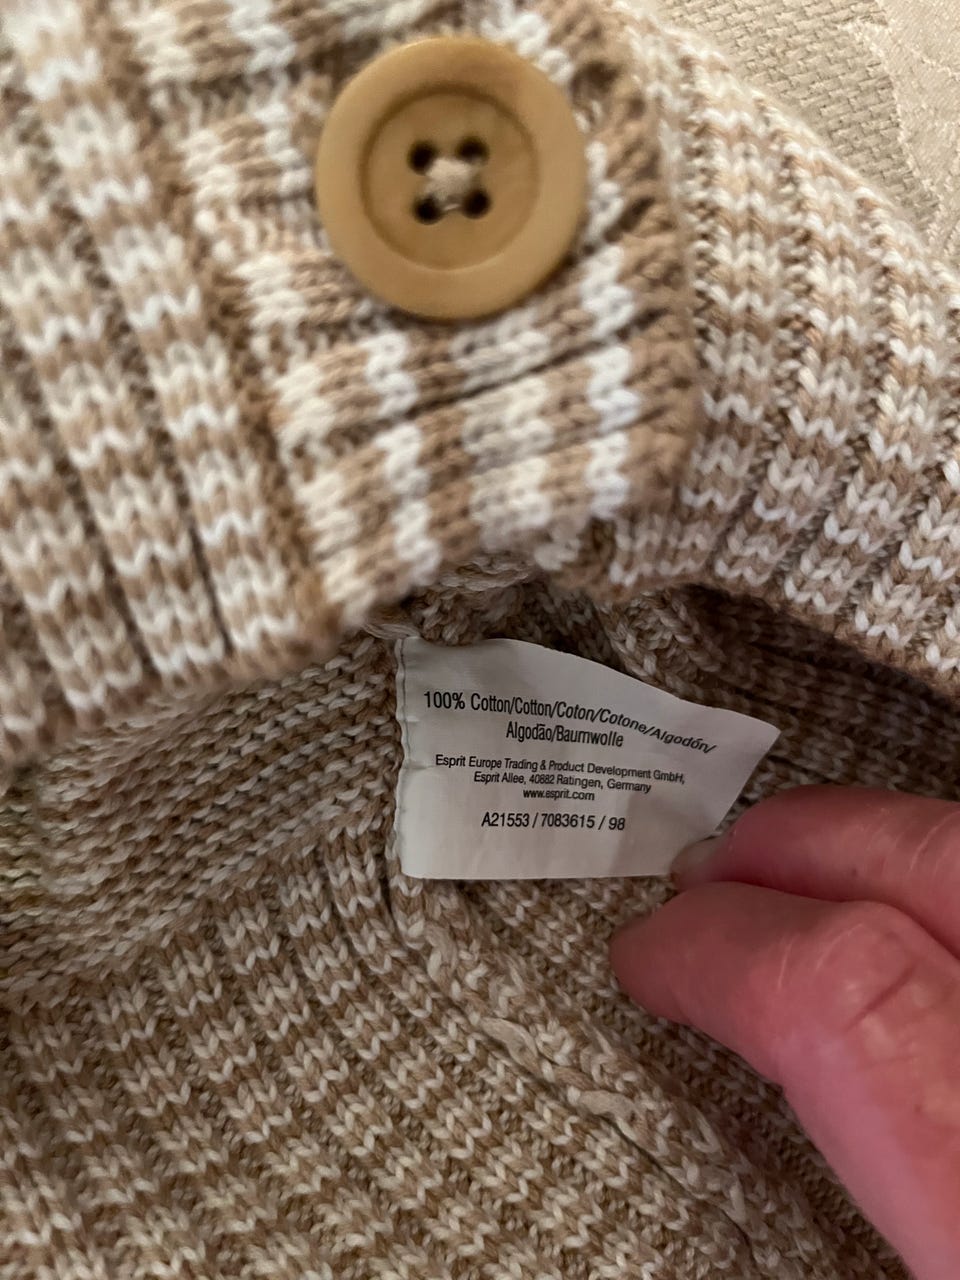 100% Cotton/Cotton/Coton/Cotone/Algodón/
Algodão/Baumwolle
Esprit Europe Trading & Product Development GmbH,
Esprit Allee, 40882 Ratingen, Germany
www.esprit.com
A21553 / 7083615 / 98